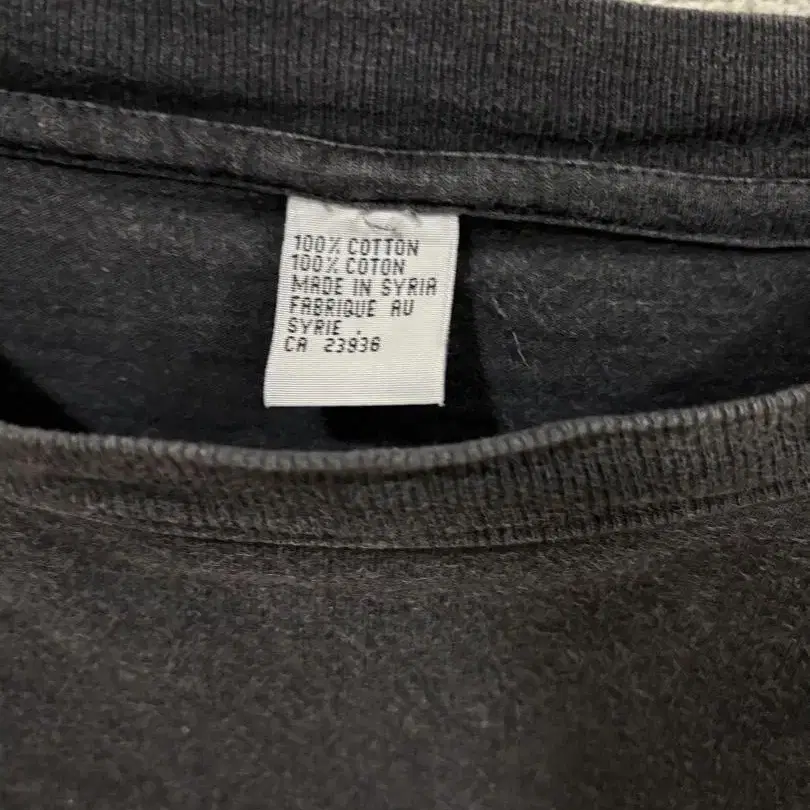 100% COTTON
100% COTON
MADE IN SYRIA
FABRIQUE AU
SYRIE .
CA 23936